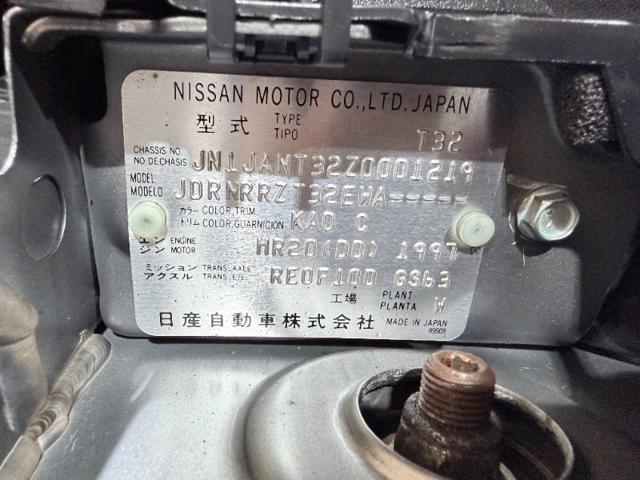 NISSAN MOTOR CO.,LTD. JAPAN
型式 TYPE TIPO T32
CHASSIS NO. NO DE CHASIS JN1JANT32Z0001219
MODEL MODELO JDRNRRZT32EWA-----
カラー COLOR, TRIM.
トリム COLOR, GUARNICION KAD C
エンジン ENGINE MOTOR HR20(DD) 1997 CC
ミッション アクスル TRANS. AXLE TRANS. EJE. RE0F10D GS63
工場 PLANT PLANTA W
日産自動車株式会社 MADE IN JAPAN
99909